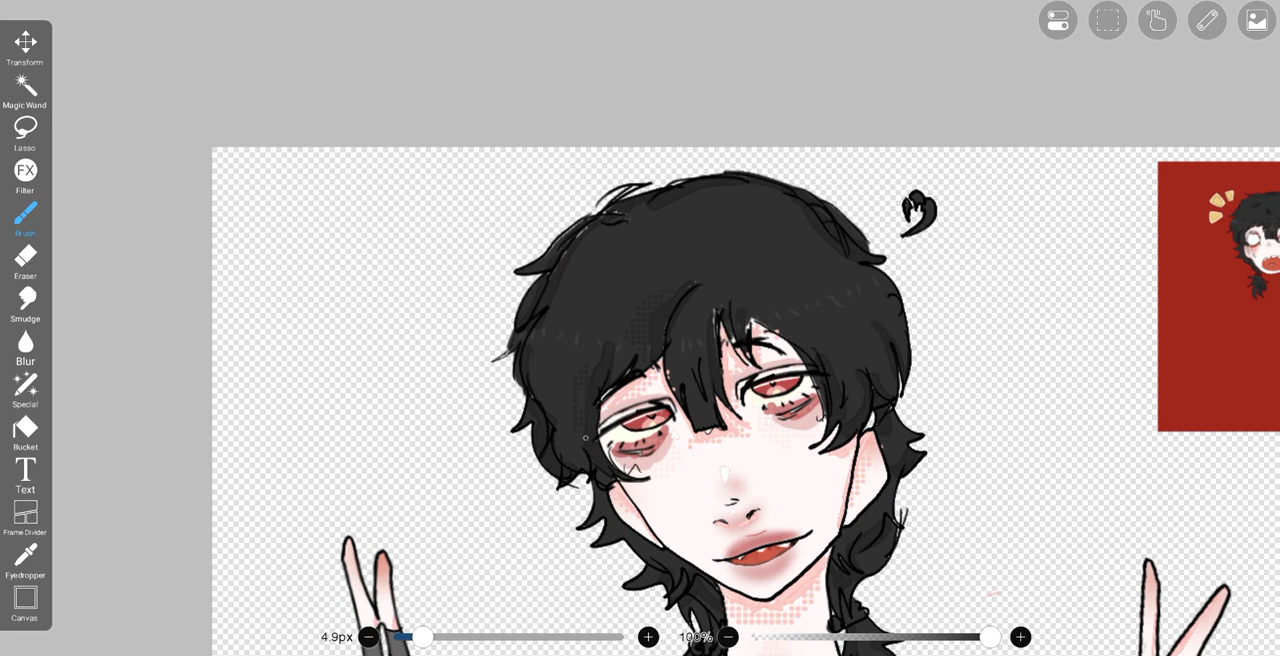 Transform
Magic Wand
Lasso
FX
Filter
Brush
Eraser
Smudge
Blur
Special
Bucket
T
Text
Frame Divider
Eyedropper
Canvas
4.9px
100%